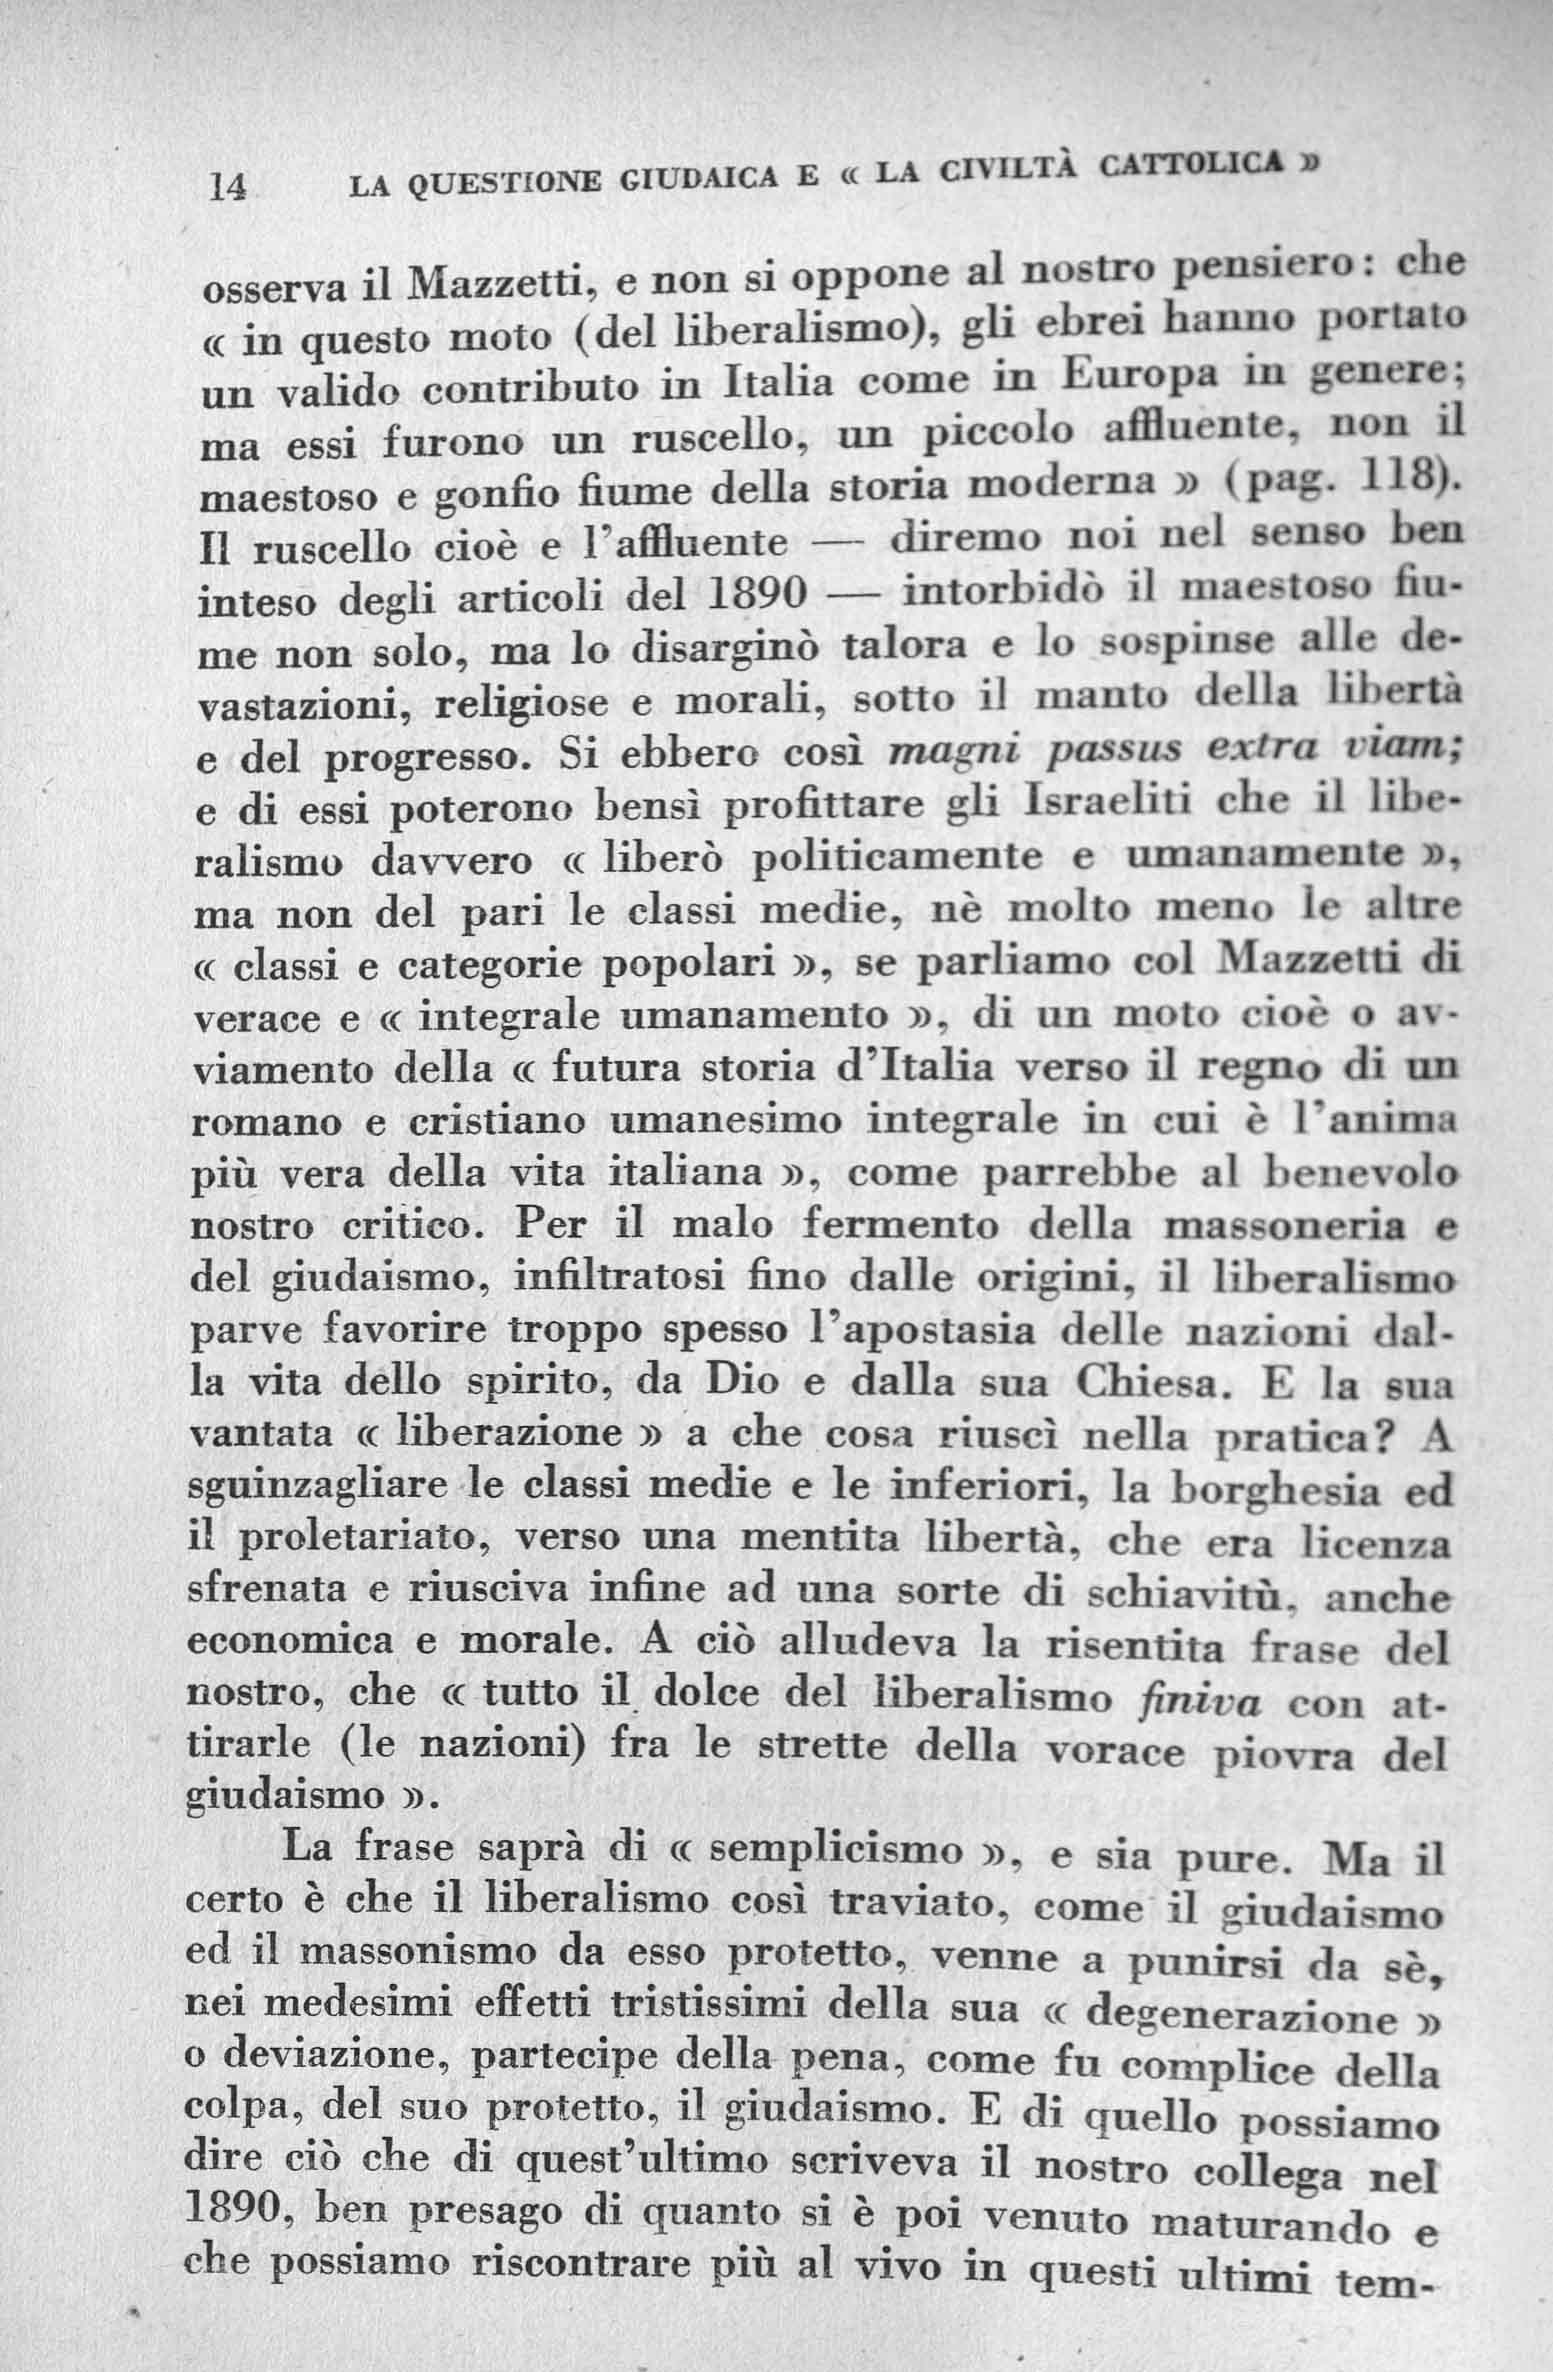 14 LA QUESTIONE GIUDAICA E « LA CIVILTÀ CATTOLICA »
osserva il Mazzetti, e non si oppone al nostro pensiero: che
« in questo moto (del liberalismo), gli ebrei hanno portato
un valido contributo in Italia come in Europa in genere;
ma essi furono un ruscello, un piccolo affluente, non il
maestoso e gonfio fiume della storia moderna » (pag. 118).
Il ruscello cioè e l'affluente — diremo noi nel senso ben
inteso degli articoli del 1890 — intorbidò il maestoso fiu-
me non solo, ma lo disarginò talora e lo sospinse alle de-
vastazioni, religiose e morali, sotto il manto della libertà
e del progresso. Si ebbero così magni passus extra viam;
e di essi poterono bensì profittare gli Israeliti che il libe-
ralismo davvero « liberò politicamente e umanamente »,
ma non del pari le classi medie, nè molto meno le altre
« classi e categorie popolari », se parliamo col Mazzetti di
verace e « integrale umanamento », di un moto cioè o av-
viamento della « futura storia d'Italia verso il regno di un
romano e cristiano umanesimo integrale in cui è l'anima
più vera della vita italiana », come parrebbe al benevolo
nostro critico. Per il malo fermento della massoneria e
del giudaismo, infiltratosi fino dalle origini, il liberalismo
parve favorire troppo spesso l'apostasia delle nazioni dal-
la vita dello spirito, da Dio e dalla sua Chiesa. E la sua
vantata « liberazione » a che cosa riuscì nella pratica? A
sguinzagliare le classi medie e le inferiori, la borghesia ed
il proletariato, verso una mentita libertà, che era licenza
sfrenata e riusciva infine ad una sorte di schiavitù, anche
economica e morale. A ciò alludeva la risentita frase del
nostro, che « tutto il dolce del liberalismo finiva con at-
tirarle (le nazioni) fra le strette della vorace piovra del
giudaismo ».
La frase saprà di « semplicismo », e sia pure. Ma il
certo è che il liberalismo così traviato, come il giudaismo
ed il massonismo da esso protetto, venne a punirsi da sè,
nei medesimi effetti tristissimi della sua « degenerazione »
o deviazione, partecipe della pena, come fu complice della
colpa, del suo protetto, il giudaismo. E di quello possiamo
dire ciò che di quest'ultimo scriveva il nostro collega nel
1890, ben presago di quanto si è poi venuto maturando e
che possiamo riscontrare più al vivo in questi ultimi tem-